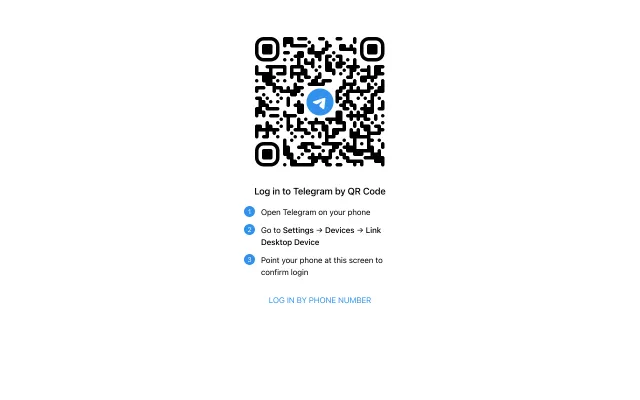 Log in to Telegram by QR Code
1 Open Telegram on your phone
2 Go to Settings → Devices → Link
Desktop Device
3 Point your phone at this screen to
confirm login
LOG IN BY PHONE NUMBER